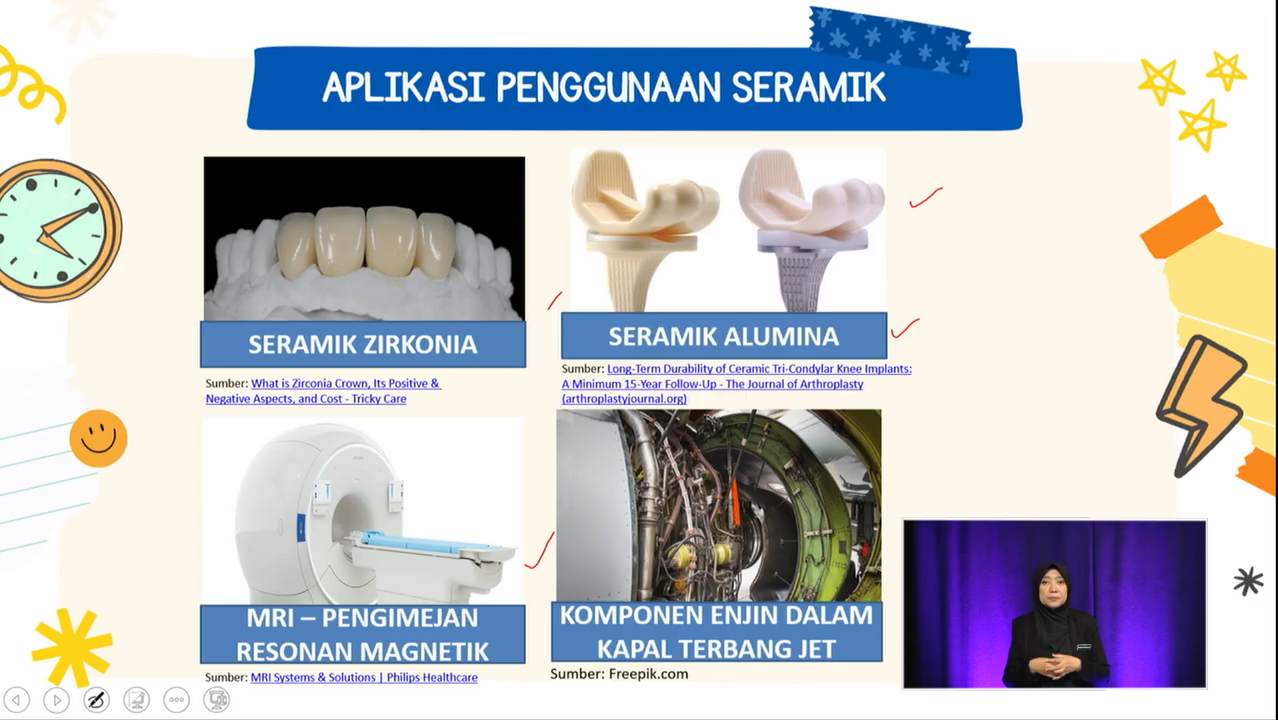 APLIKASI PENGGUNAAN SERAMIK
SERAMIK ZIRKONIA
Sumber: What is Zirconia Crown, Its Positive &
Negative Aspects, and Cost - Tricky Care
SERAMIK ALUMINA
Sumber: Long-Term Durability of Ceramic Tri-Condylar Knee Implants:
A Minimum 15-Year Follow-Up - The Journal of Arthroplasty
(arthroplastyjournal.org)
MRI – PENGIMEJAN
RESONAN MAGNETIK
Sumber: MRI Systems & Solutions | Philips Healthcare
KOMPONEN ENJIN DALAM
KAPAL TERBANG JET
Sumber: Freepik.com